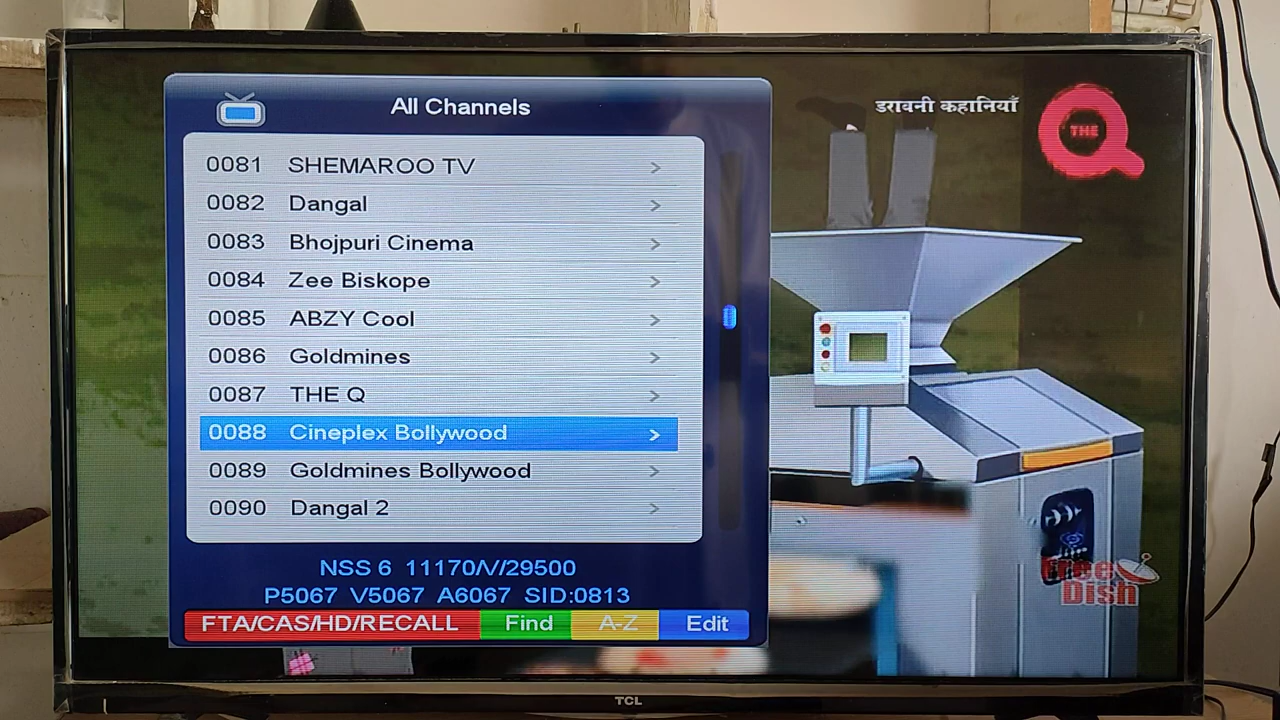 All Channels
0081 SHEMAROO TV >
0082 Dangal >
0083 Bhojpuri Cinema >
0084 Zee Biskope >
0085 ABZY Cool >
0086 Goldmines >
0087 THE Q >
0088 Cineplex Bollywood >
0089 Goldmines Bollywood >
0090 Dangal 2 >
NSS 6 11170/V/29500
P5067 V5067 A6067 SID:0813
FTA/CAS/HD/RECALL Find A-Z Edit
डरावनी कहानियाँ
THE Q
Free Dish
TCL